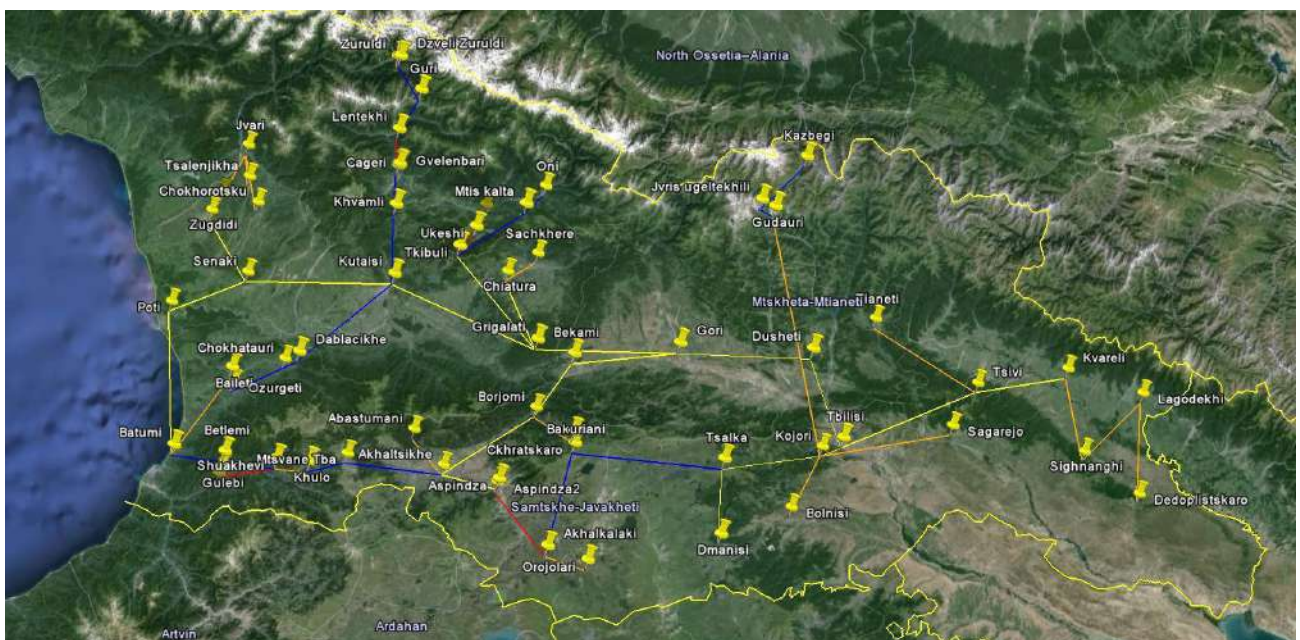 Zuruldi
Dzveli Zuruldi
North Ossetia–Alania
Guri
Lentekhi
Jvari
Kazbegi
Tsalenjikha
Cageri
Gvelenbari
Oni
Chokhorotsku
Mtis kalta
Jvris ugeltekhili
Khvamli
Zugdidi
Ukeshi
Sachkhere
Gudauri
Senaki
Kutaisi
Tkibuli
Chiatura
Poti
Mtskheta-Mtianeti
Tianeti
Grigalati
Bekami
Gori
Dusheti
Dablacikhe
Chokhatauri
Kvareli
Tsivi
Baileti
Ozurgeti
Lagodekhi
Borjomi
Abastumani
Batumi
Betlemi
Bakuriani
Tbilisi
Kojori
Sagarejo
Tsalka
Ckhratskaro
Akhaltsikhe
Mtsvane Tba
Shuakhevi
Khulo
Gulebi
Sighnanghi
Aspindza
Aspindza2
Samtskhe-Javakheti
Dedoplistskaro
Bolnisi
Akhalkalaki
Dmanisi
Orojolari
Ardahan
Artvin